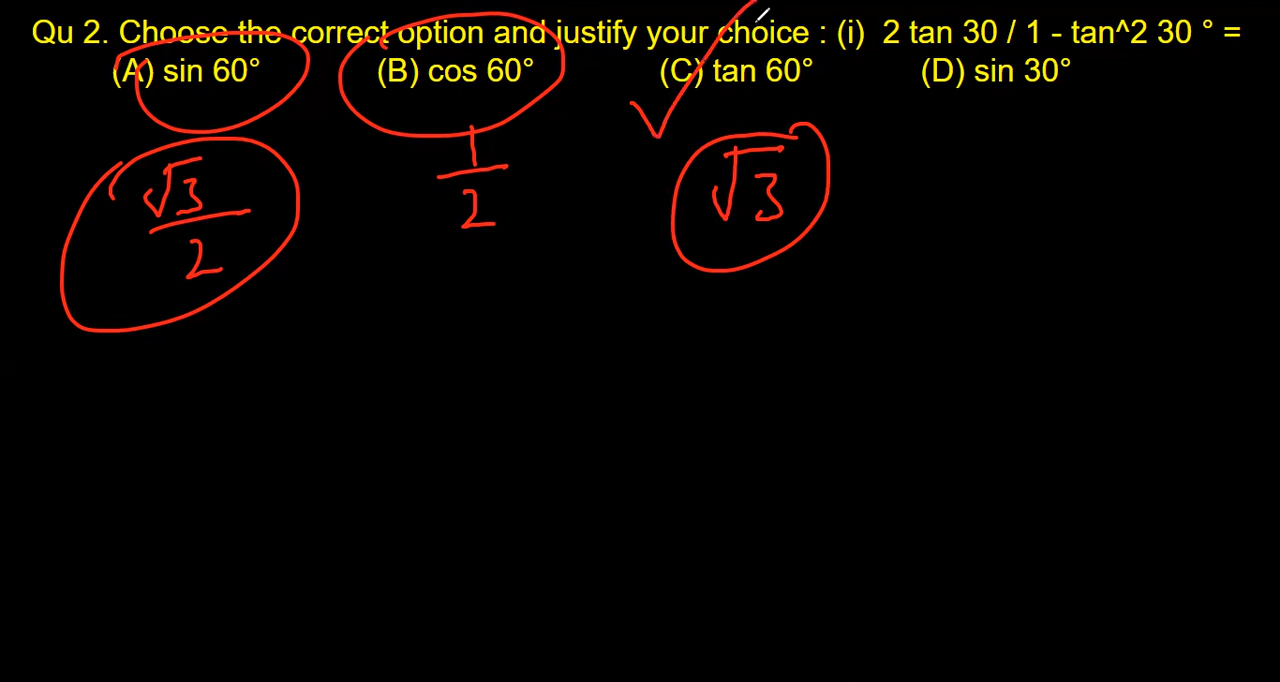 Qu 2. Choose the correct option and justify your choice : (i)  2 tan 30 / 1 - tan^2 30 ° =
(A) sin 60° (B) cos 60° (C) tan 60° (D) sin 30°
√3/2 1/2 √3